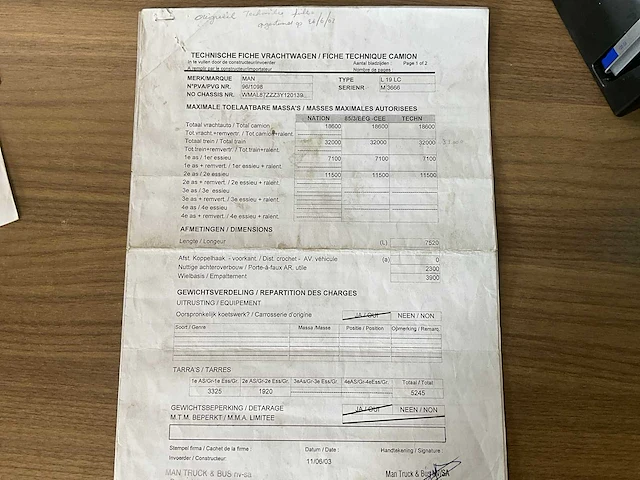 TECHNISCHE FICHE VRACHTWAGEN / FICHE TECHNIQUE CAMION
In te vullen door de constructeur/invoerder Aantal bladzijden : Page 1 of 2
A remplir par le constructeur/importateur Nombre de pages :
MERK/MARQUE MAN TYPE L 19 LC
N°PVA/PVG NR. 96/1098 SERIENR M 3666
NO CHASSIS NR. WMAL87ZZZ3Y120139
MAXIMALE TOELAATBARE MASSA'S / MASSES MAXIMALES AUTORISEES
NATION 85/3/EEG -CEE TECHN
Totaal vrachtauto / Total camion 18600 18600 18600
Tot vracht.+remvertr. / Tot camion+ralent.
Totaal trein / Total train 32000 32000 32000
Tot trein+remvertr. / Tot train+ralent.
1e as / 1er essieu 7100 7100 7100
1e as + remvert. / 1er essieu + ralent.
2e as / 2e essieu 11500 11500 11500
2e as + remvert. / 2e essieu + ralent.
3e as / 3e essieu
3e as + remvert. / 3e essieu + ralent.
4e as / 4e essieu
4e as + remvert. / 4e essieu + ralent.
AFMETINGEN / DIMENSIONS
Lengte / Longeur (L) 7520
Afst. Koppelhaak - voorkant. / Dist. crochet - AV. véhicule (a) 0
Nuttige achteroverbouw / Porte-à-faux AR. utile 2300
Wielbasis / Empattement 3900
GEWICHTSVERDELING / REPARTITION DES CHARGES
UITRUSTING / EQUIPEMENT
Oorspronkelijk koetswerk? / Carrosserie d'origine JA / OUI NEEN / NON
Soort / Genre Massa /Masse Positie / Position Opmerking / Remarq.
TARRA'S / TARRES
1e AS/Gr-1e Ess/Gr. 2e AS/Gr-2e Ess/Gr. 3eAs/Gr-3e Ess/Gr. 4eAS/Gr-4eEss/Gr. Totaal / Total
3325 1920 5245
GEWICHTSBEPERKING / DETARAGE JA / OUI NEEN / NON
M.T.M. BEPERKT / M.M.A. LIMITEE
Stempel firma / Cachet de la firme : Datum / Date : Handtekening / Signature
Invoerder / Constructeur: 11/06/03
MAN TRUCK & BUS nv-sa Man Truck & Bus NV/SA